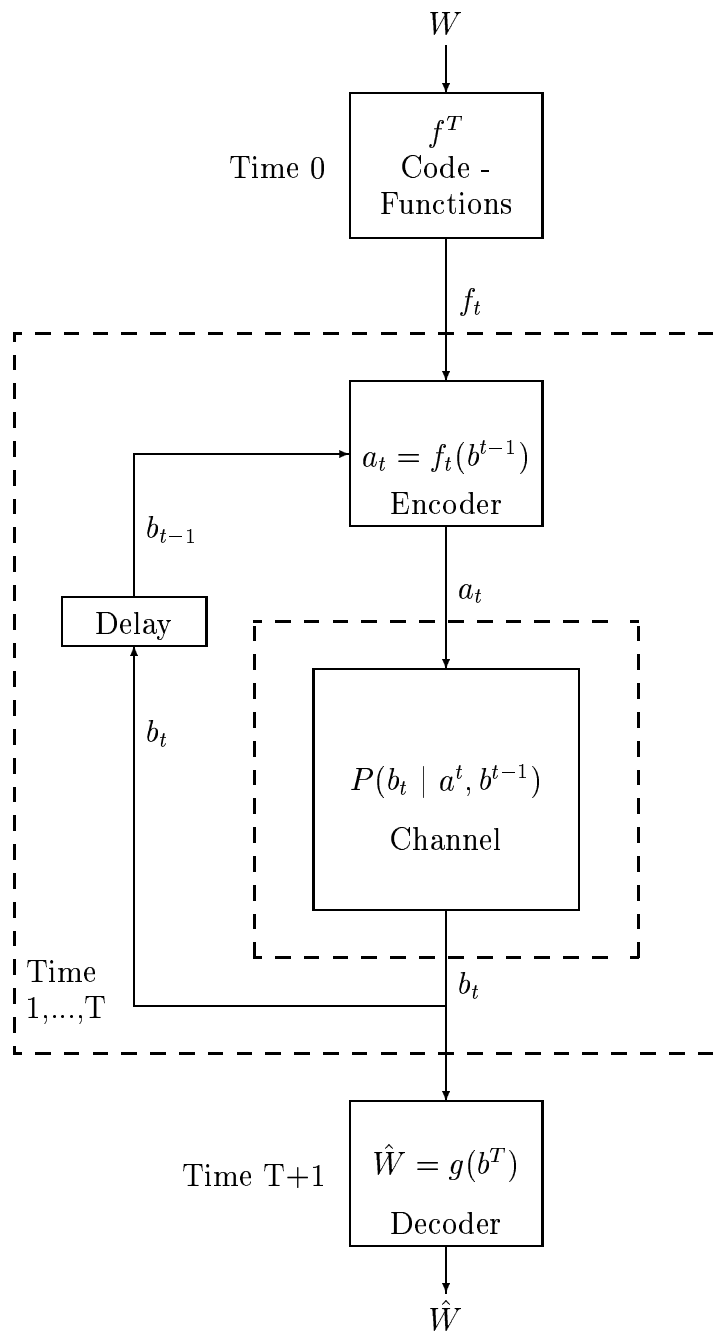 W
f^T
Time 0
Code -
Functions
f_t
a_t = f_t(b^{t-1})
Encoder
b_{t-1}
a_t
Delay
b_t
P(b_t | a^t, b^{t-1})
Channel
Time
1,...,T
b_t
Ŵ = g(b^T)
Time T+1
Decoder
Ŵ